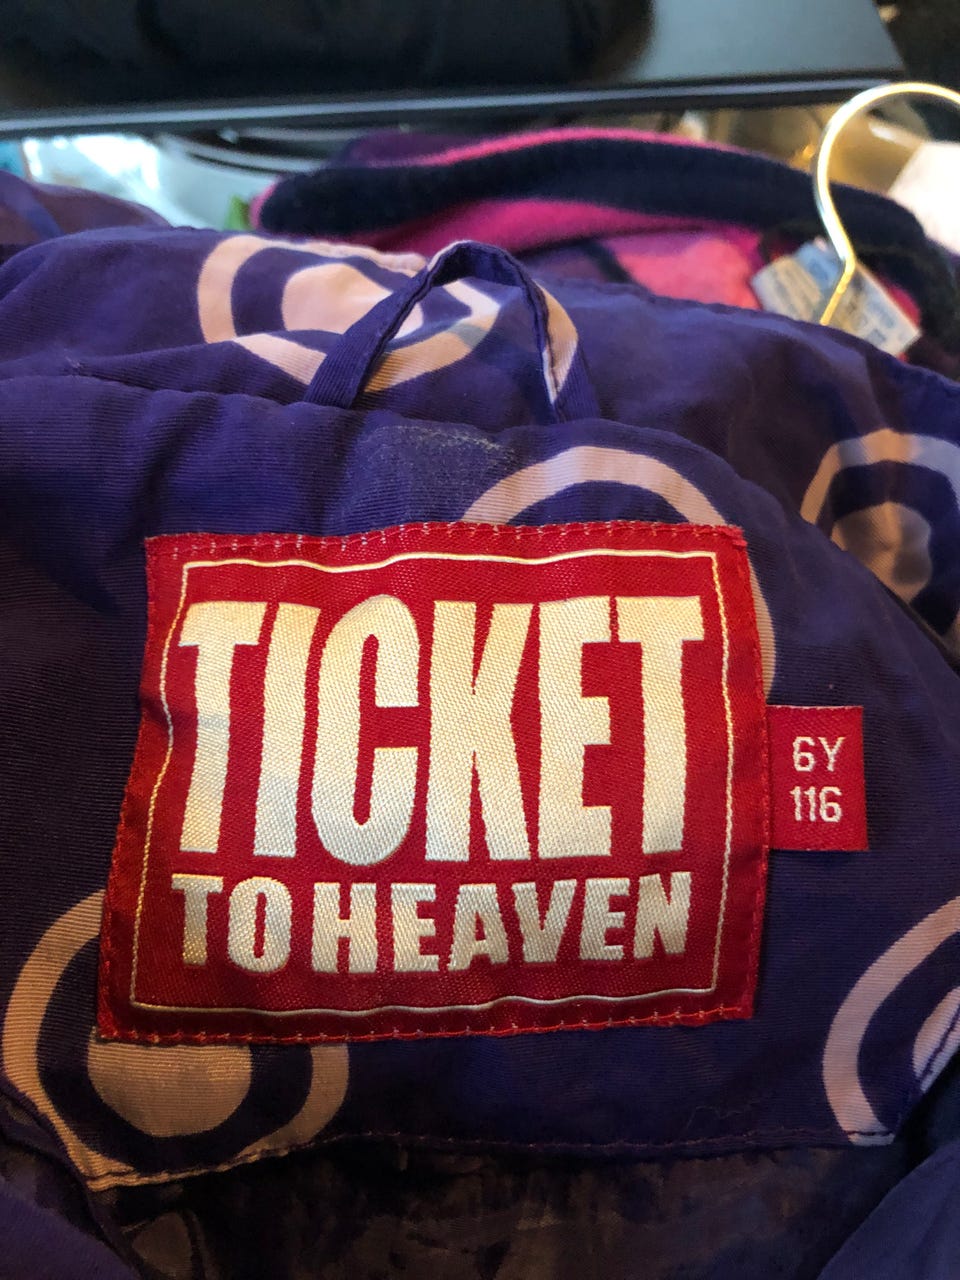 TICKET
TO HEAVEN
6Y
116